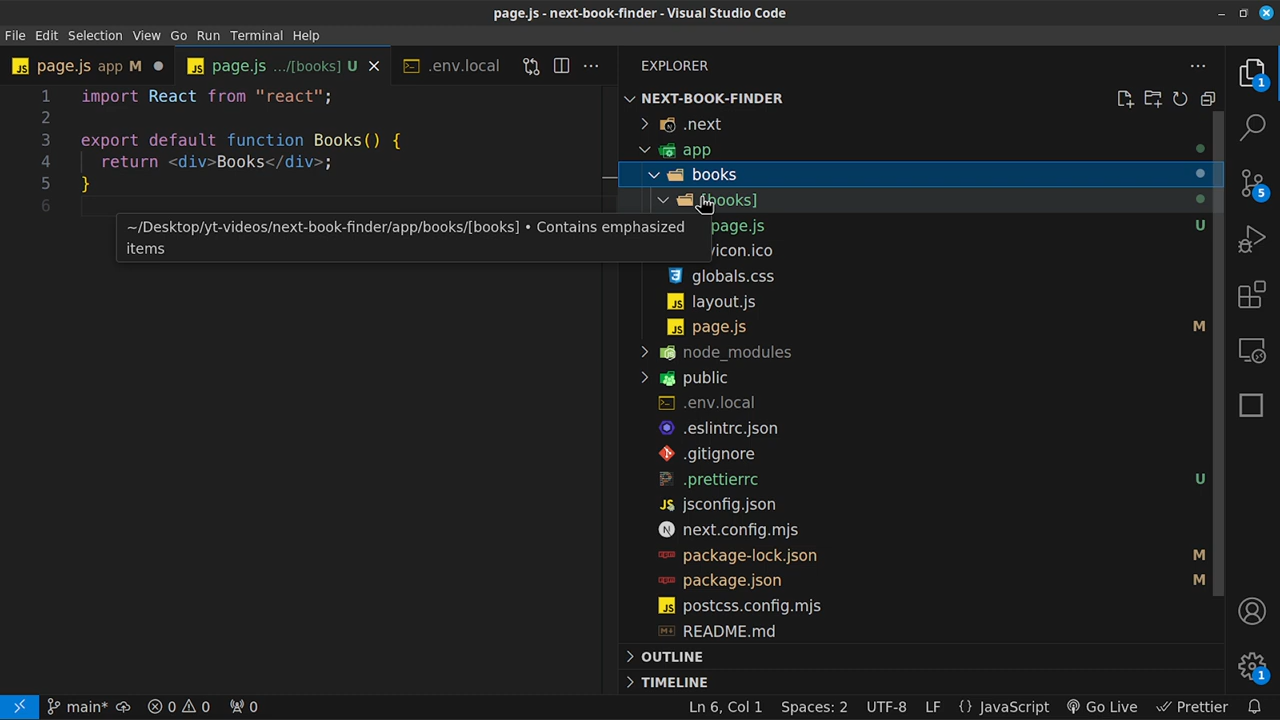 page.js - next-book-finder - Visual Studio Code
File Edit Selection View Go Run Terminal Help
page.js app M
page.js .../[books] U
.env.local
EXPLORER
1 import React from "react";
2
3 export default function Books() {
4 return <div>Books</div>;
5 }
6
~/Desktop/yt-videos/next-book-finder/app/books/[books] • Contains emphasized
items
NEXT-BOOK-FINDER
.next
app
books
[books]
page.js U
vicon.ico
globals.css
layout.js
page.js M
node_modules
public
.env.local
.eslintrc.json
.gitignore
.prettierrc U
jsconfig.json
next.config.mjs
package-lock.json M
package.json M
postcss.config.mjs
README.md
OUTLINE
TIMELINE
1
5
1
main* 0 0 0
Ln 6, Col 1 Spaces: 2 UTF-8 LF {} JavaScript Go Live Prettier